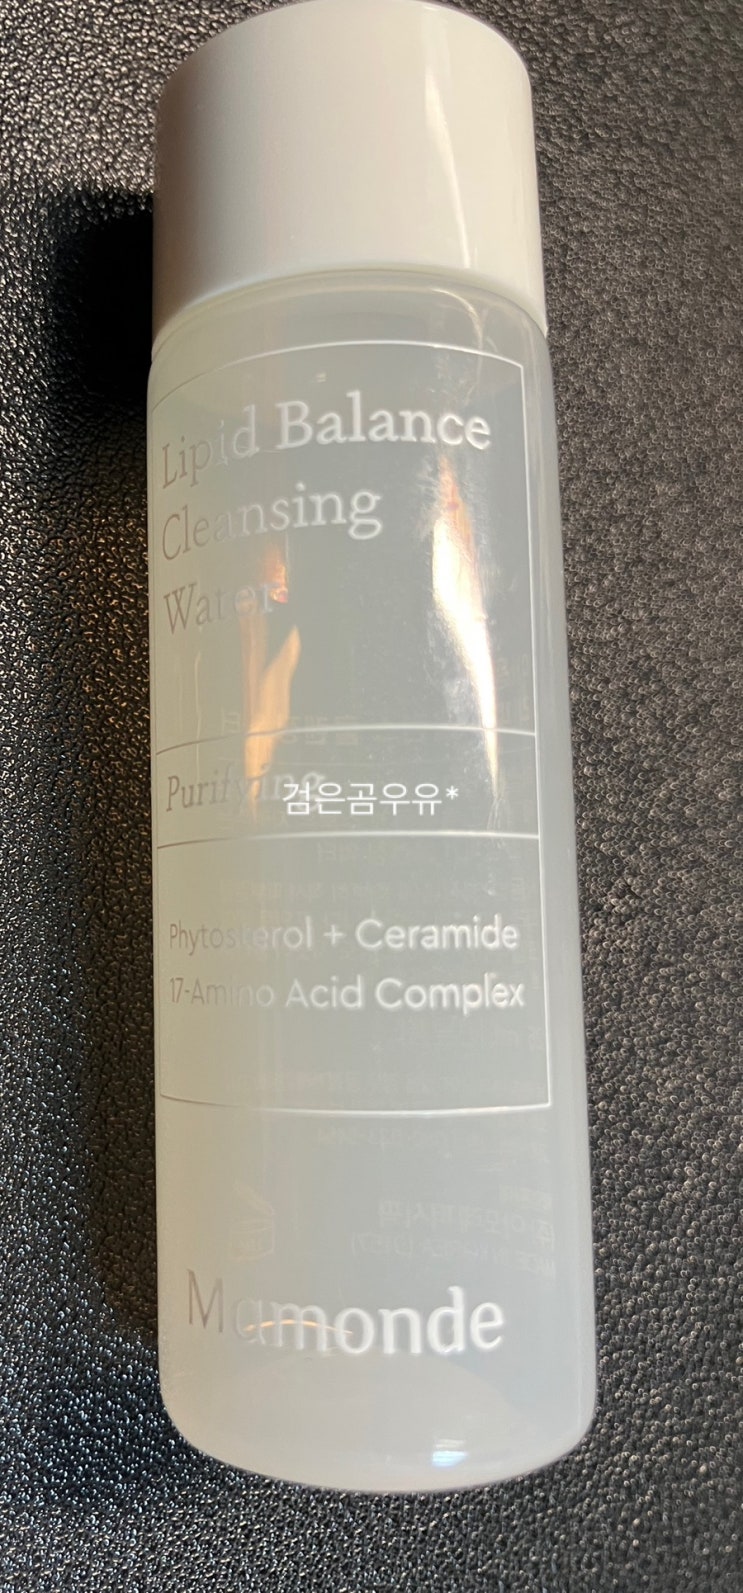 Lipid Balance
Cleansing
Water
Purifying
검은곰우유*
Phytosterol + Ceramide
17-Amino Acid Complex
Mamonde